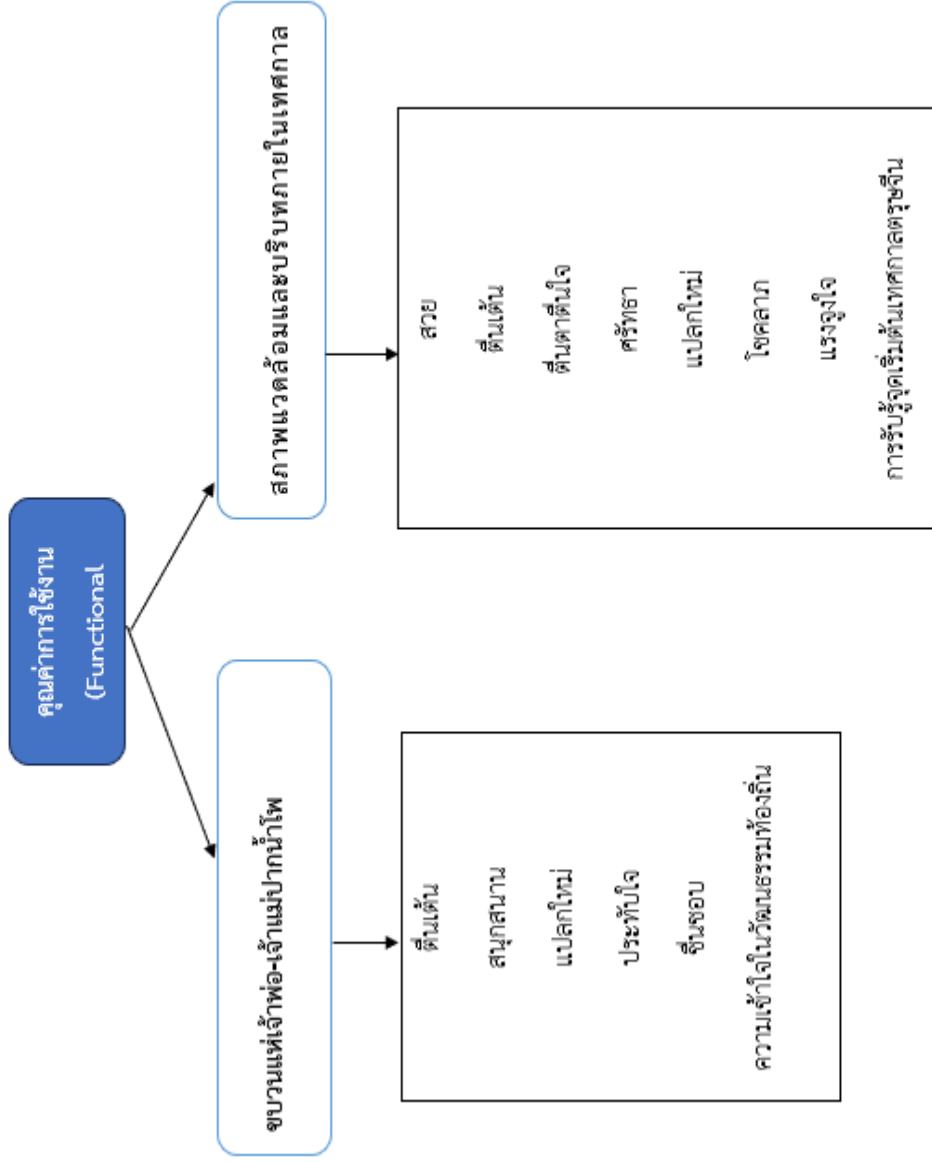 คุณค่าการใช้งาน
(Functional
ขบวนแห่เจ้าพ่อ-เจ้าแม่ปากน้ำโพ
ตื่นเต้น
สนุกสนาน
แปลกใหม่
ประทับใจ
ชื่นชอบ
ความเข้าใจในวัฒนธรรมท้องถิ่น
สภาพแวดล้อมและบริบทภายในเทศกาล
สวย
ตื่นเต้น
ตื่นตาตื่นใจ
ศรัทธา
แปลกใหม่
โชคลาภ
แรงจูงใจ
การรับรู้จุดเริ่มต้นเทศกาลตรุษจีน